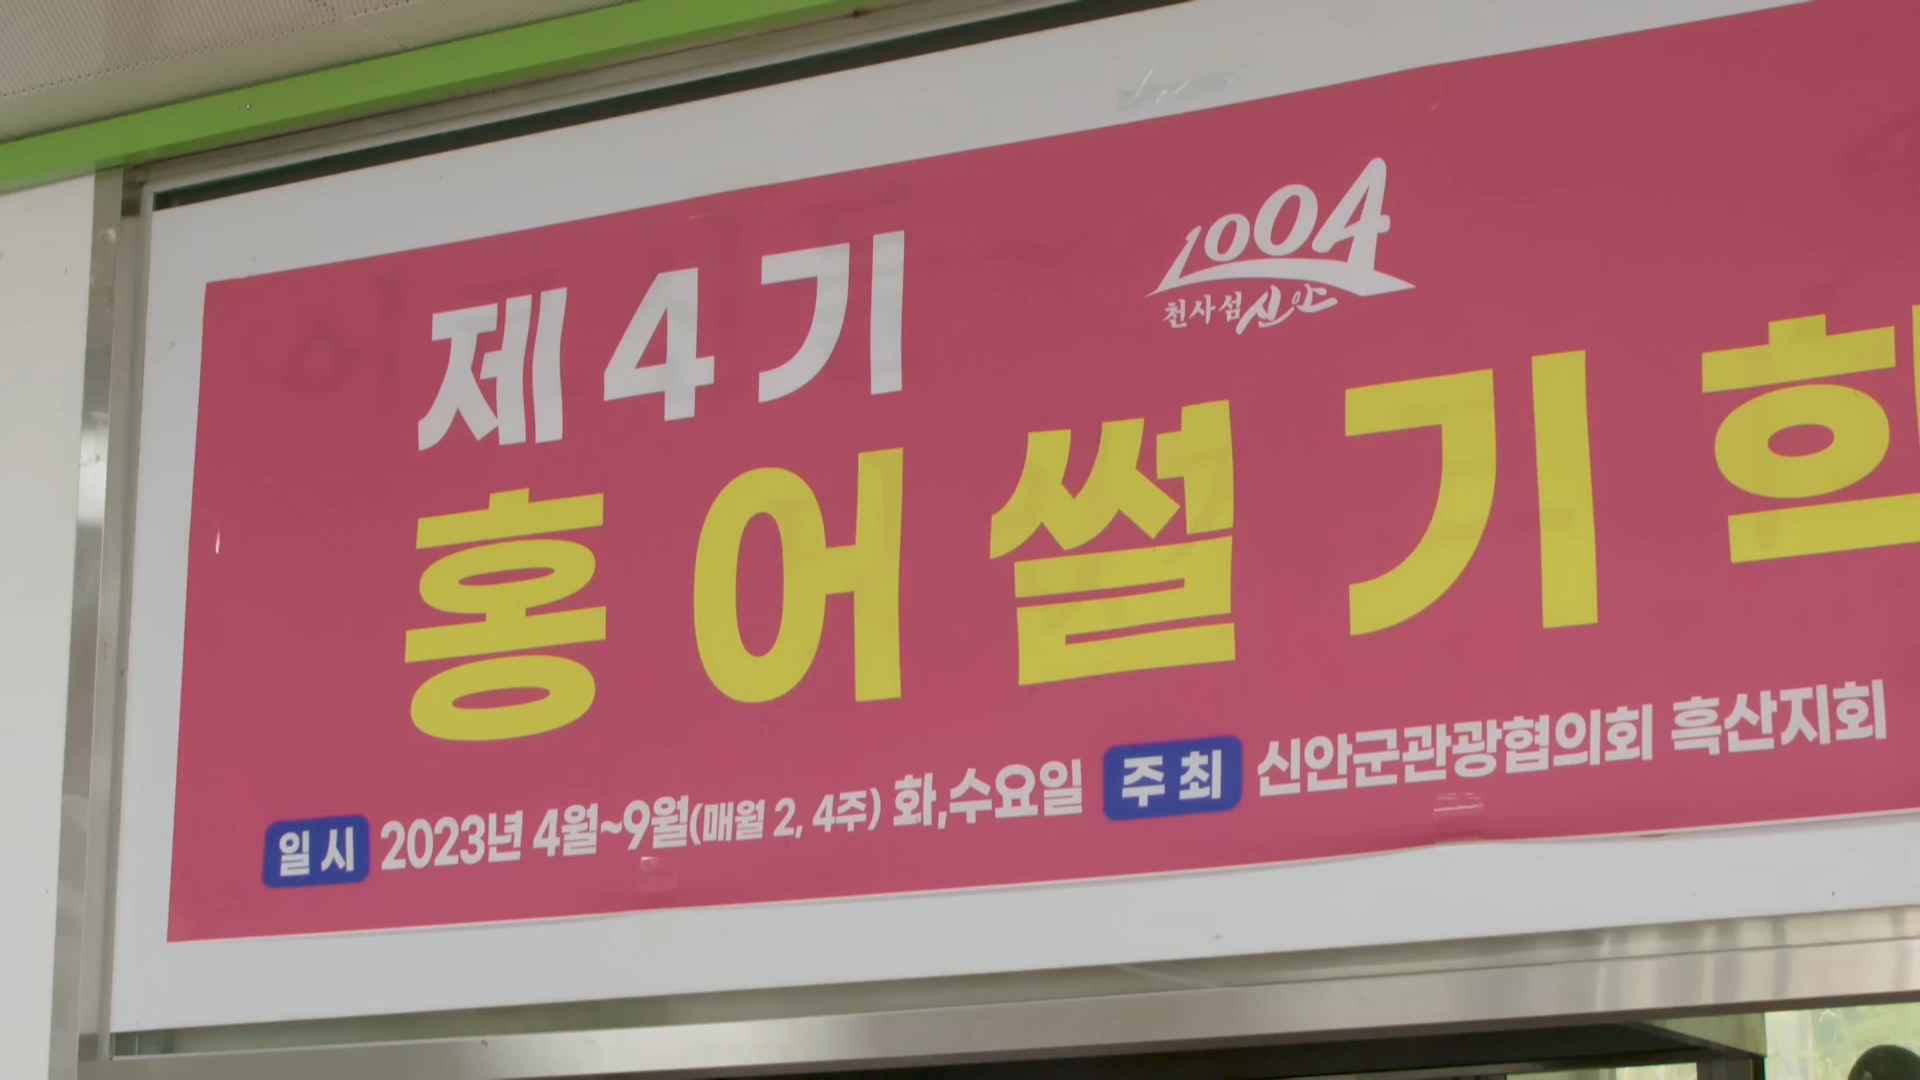 제4기
1004
천사섬 신안
홍어썰기학
일시 2023년 4월~9월(매월 2, 4주) 화,수요일 주최 신안군관광협의회 흑산지회